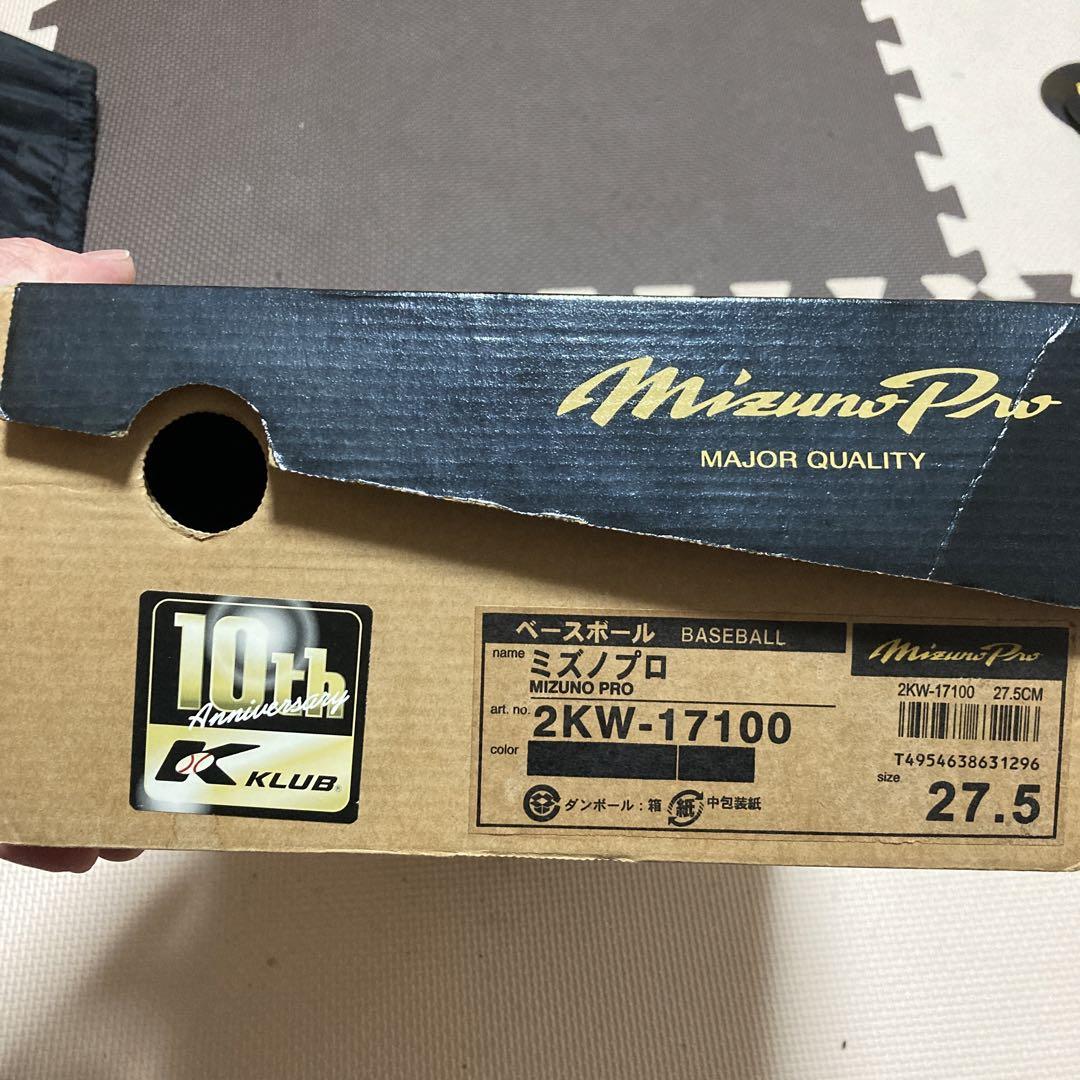 Mizuno Pro
MAJOR QUALITY
10th
Anniversary
K KLUB®
ベースボール BASEBALL
name ミズノプロ
MIZUNO PRO
art. no. 2KW-17100
color
ダンボール：箱 紙 中包装紙
Mizuno Pro
2KW-17100 27.5CM
T4954638631296
size
27.5